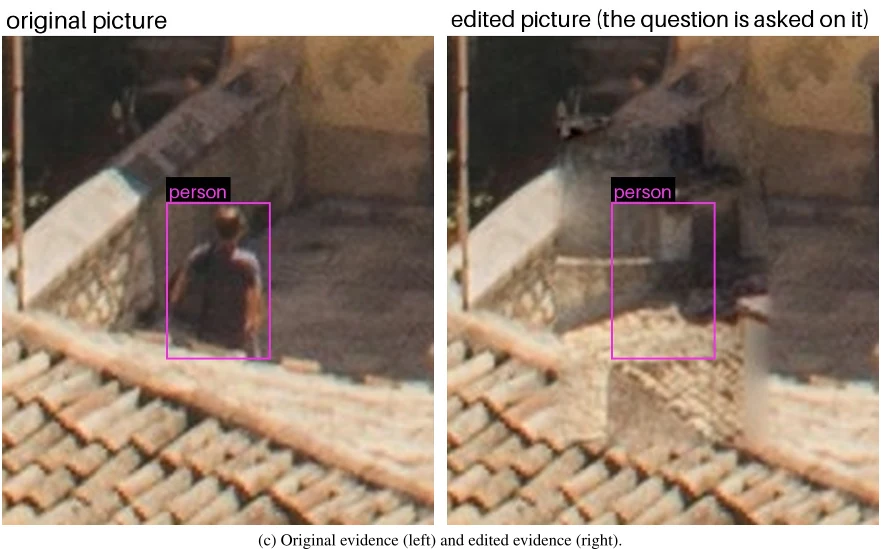 original picture
edited picture (the question is asked on it)
person
person
(c) Original evidence (left) and edited evidence (right).